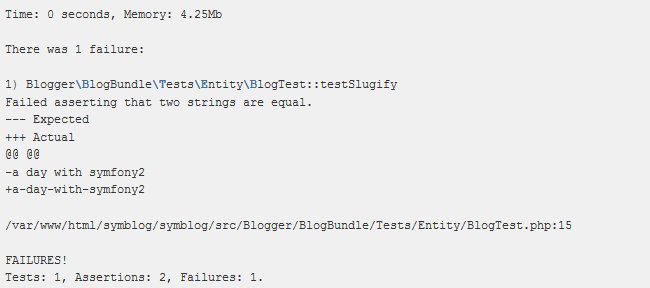 Time: 0 seconds, Memory: 4.25Mb
There was 1 failure:
1) Blogger\BlogBundle\Tests\Entity\BlogTest::testSlugify
Failed asserting that two strings are equal.
--- Expected
+++ Actual
@@ @@
-a day with symfony2
+a-day-with-symfony2
/var/www/html/symblog/symblog/src/Blogger/BlogBundle/Tests/Entity/BlogTest.php:15
FAILURES!
Tests: 1, Assertions: 2, Failures: 1.